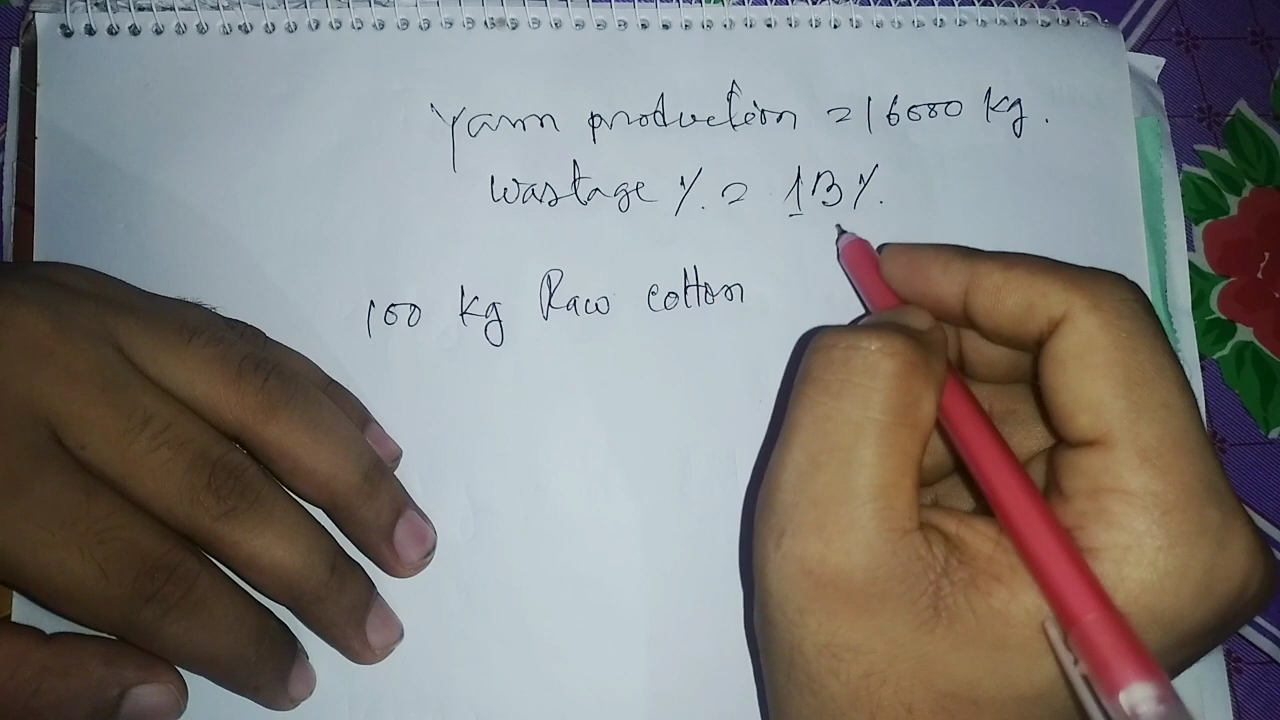 Yarn production = 16000 kg.
Wastage % = 13%.
100 kg Raw cotton